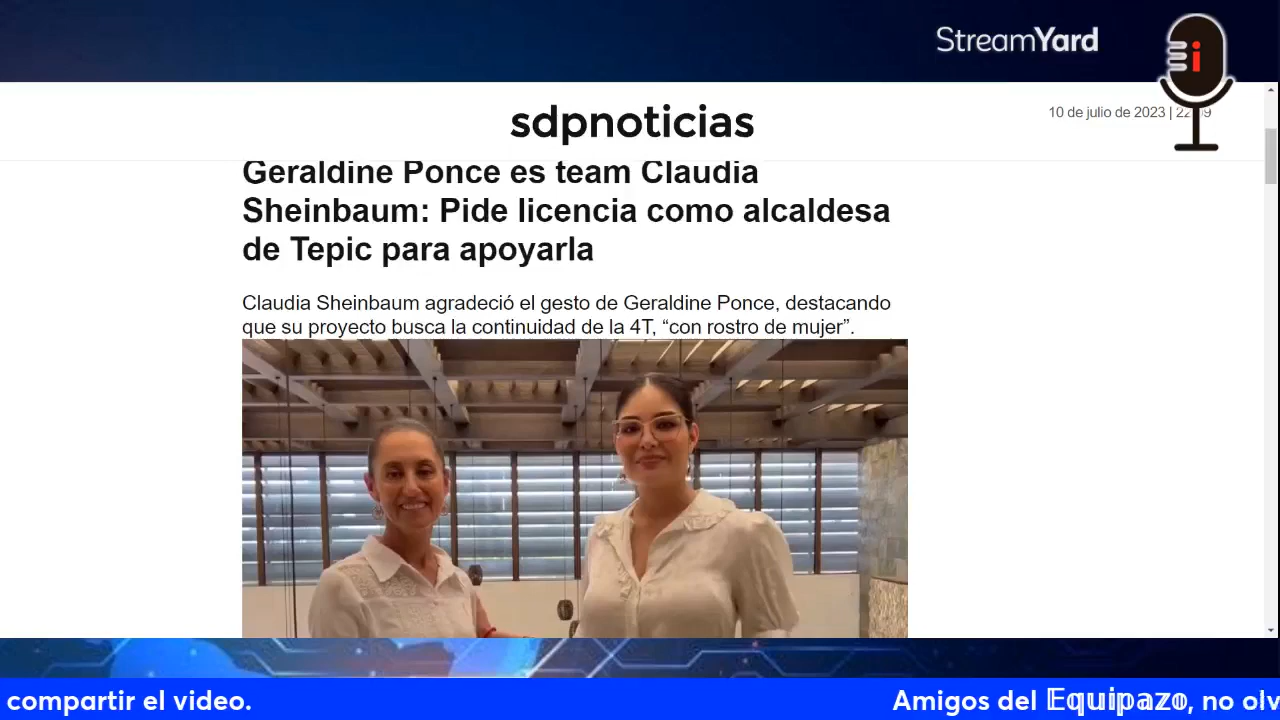 StreamYard
i
sdpnoticias
10 de julio de 2023 |
Geraldine Ponce es team Claudia
Sheinbaum: Pide licencia como alcaldesa
de Tepic para apoyarla
Claudia Sheinbaum agradeció el gesto de Geraldine Ponce, destacando
que su proyecto busca la continuidad de la 4T, “con rostro de mujer”.
compartir el video.
Amigos del 𝔼𝕢𝕦𝕚𝕡𝕒𝕫𝕠, no olv